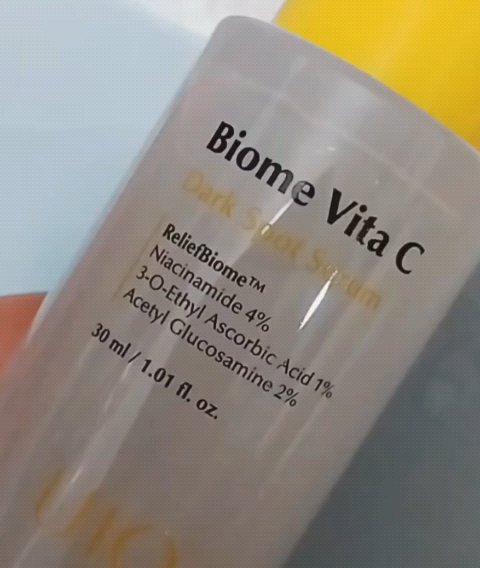 Biome Vita C
Dark Spot Serum
ReliefBiome™
Niacinamide 4%
3-O-Ethyl Ascorbic Acid 1%
Acetyl Glucosamine 2%
30 ml / 1.01 fl. oz.